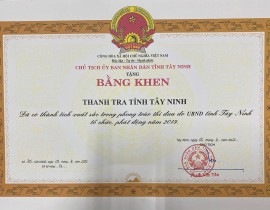 CỘNG HÒA XÃ HỘI CHỦ NGHĨA VIỆT NAM
Độc lập - Tự do - Hạnh phúc
CHỦ TỊCH ỦY BAN NHÂN DÂN TỈNH TÂY NINH
TẶNG
BẰNG KHEN
THANH TRA TỈNH TÂY NINH
Đã có thành tích xuất sắc trong phong trào thi đua do UBND tỉnh Tây Ninh
tổ chức, phát động năm 2019.